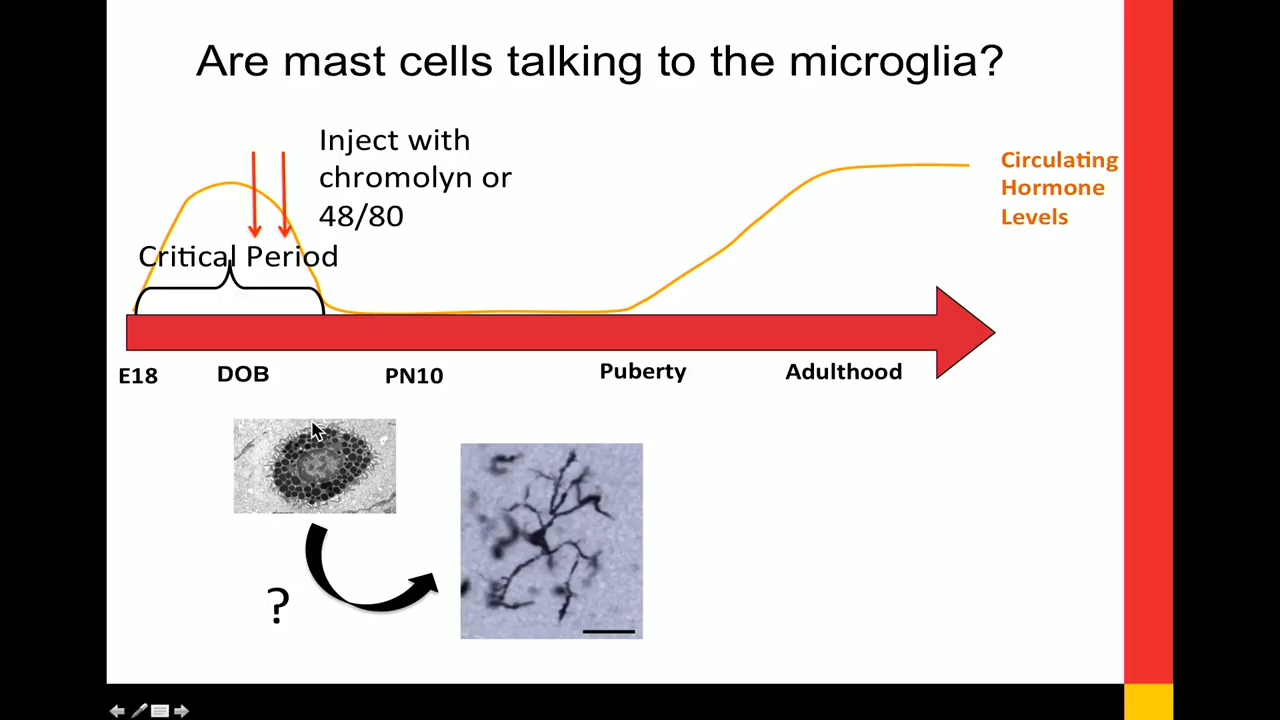 Are mast cells talking to the microglia?
Inject with
chromolyn or
48/80
Circulating
Hormone
Levels
Critical Period
E18
DOB
PN10
Puberty
Adulthood
?